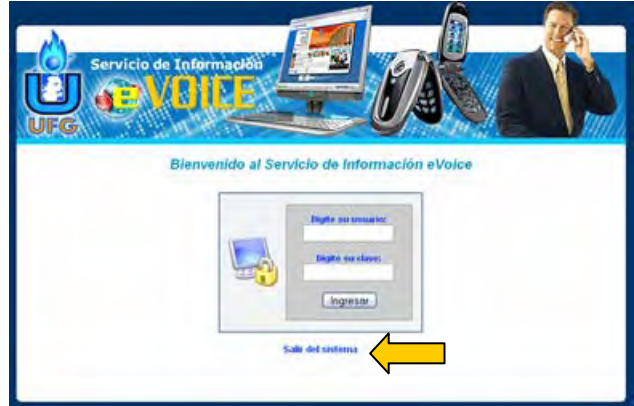 Servicio de Información
e VOICE
UFG
Bienvenido al Servicio de Información eVoice
Digite su usuario:
Digite su clave:
Ingresar
Salir del sistema